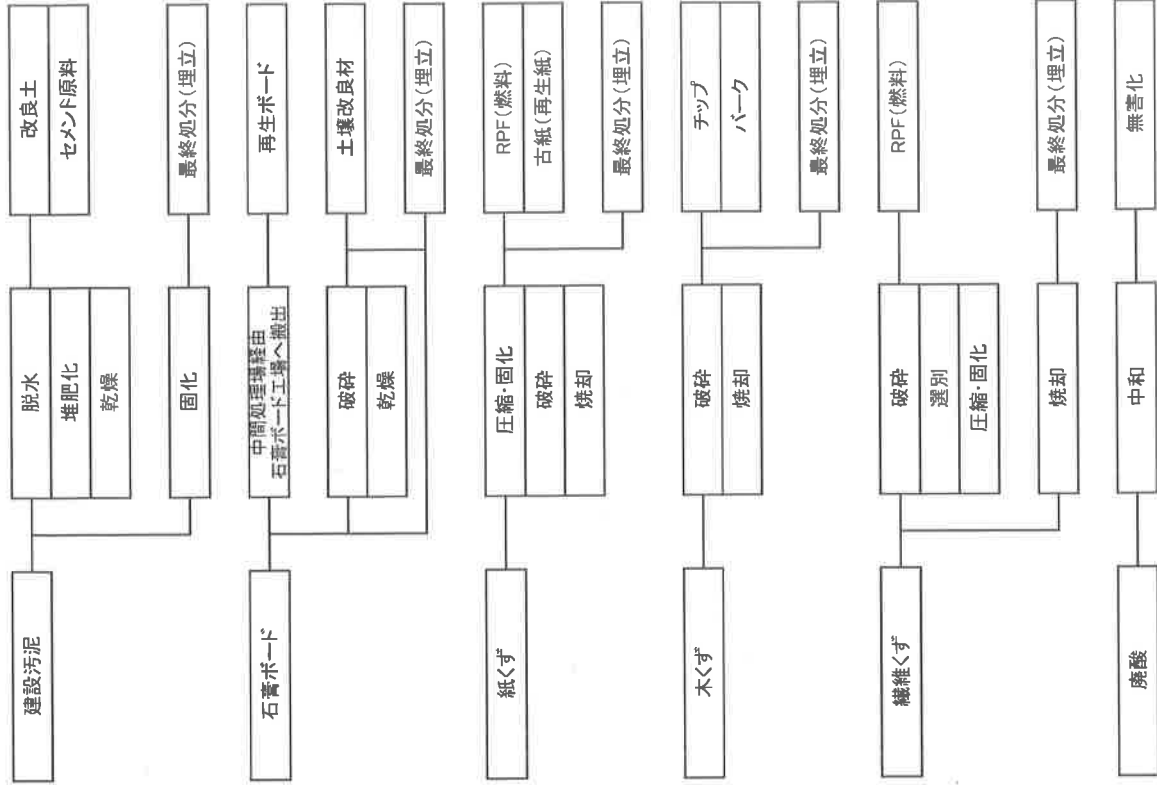 建設汚泥
脱水
堆肥化
乾燥
改良土
セメント原料
固化
最終処分(埋立)
石膏ボード
中間処理場経由
石膏ボード工場へ搬出
再生ボード
破砕
乾燥
土壌改良材
最終処分(埋立)
紙くず
圧縮・固化
破砕
焼却
RPF(燃料)
古紙(再生紙)
最終処分(埋立)
木くず
破砕
焼却
チップ
バーク
最終処分(埋立)
繊維くず
破砕
選別
圧縮・固化
RPF(燃料)
焼却
最終処分(埋立)
廃酸
中和
無害化